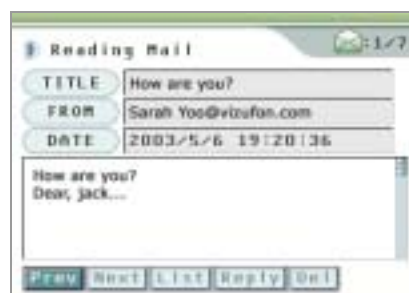 Reading Mail
:1/7
TITLE How are you?
FROM Sarah Yoo@vizufon.com
DATE 2003/5/6 19:20:36
How are you?
Dear, jack....
Prev Next List Reply Del